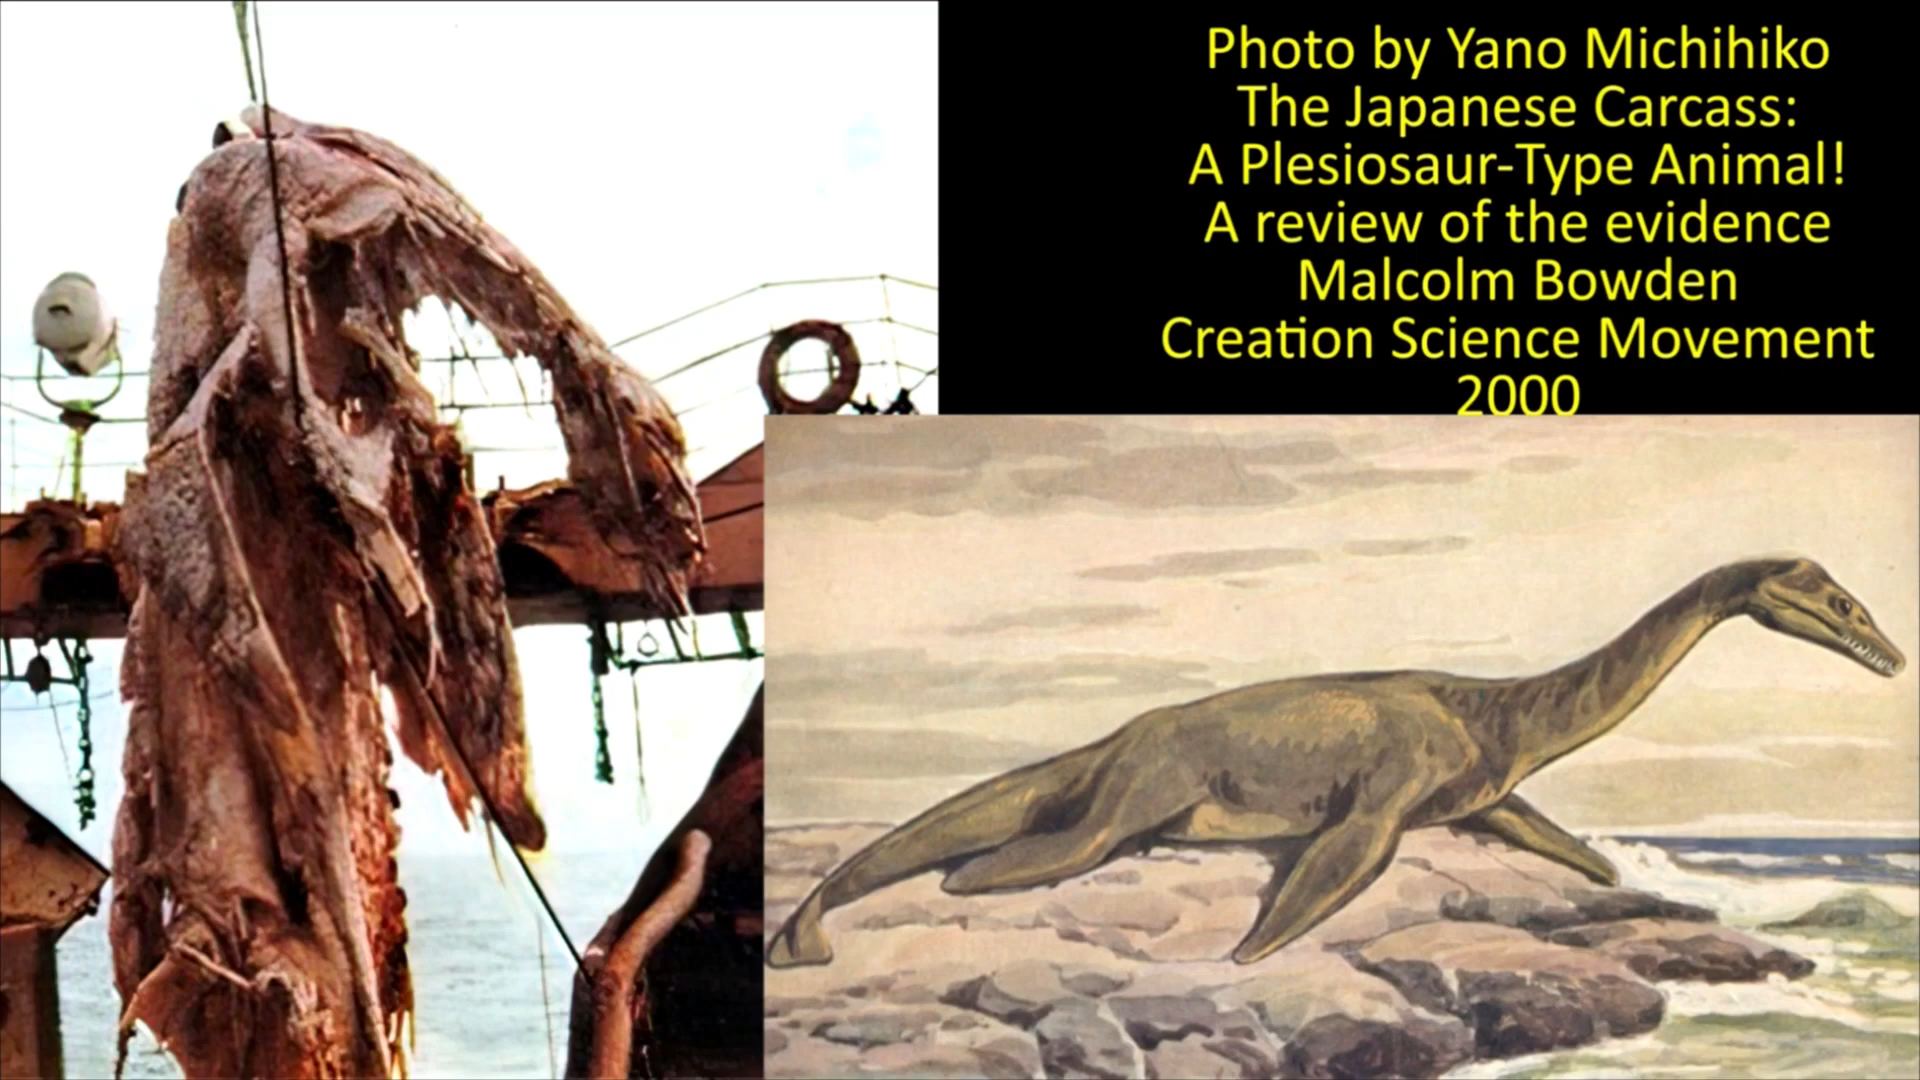 Photo by Yano Michihiko
The Japanese Carcass:
A Plesiosaur-Type Animal!
A review of the evidence
Malcolm Bowden
Creation Science Movement
2000